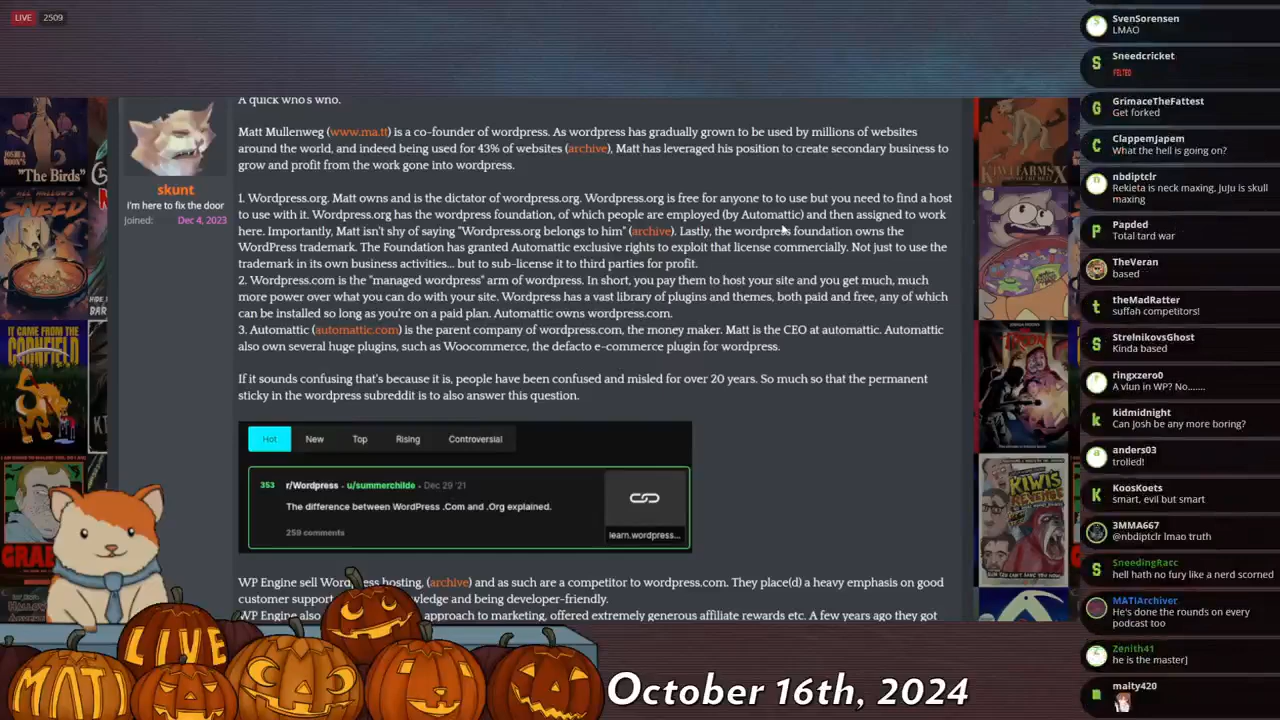 LIVE 2509
A quick who's who.
skunt
I'm here to fix the door
Joined: Dec 4, 2023
Matt Mullenweg (www.ma.tt) is a co-founder of wordpress. As wordpress has gradually grown to be used by millions of websites
around the world, and indeed being used for 43% of websites (archive), Matt has leveraged his position to create secondary business to
grow and profit from the work gone into wordpress.
1. Wordpress.org. Matt owns and is the dictator of wordpress.org. Wordpress.org is free for anyone to to use but you need to find a host
to use with it. Wordpress.org has the wordpress foundation, of which people are employed (by Automattic) and then assigned to work
here. Importantly, Matt isn't shy of saying "Wordpress.org belongs to him" (archive). Lastly, the wordpress foundation owns the
WordPress trademark. The Foundation has granted Automattic exclusive rights to exploit that license commercially. Not just to use the
trademark in its own business activities... but to sub-license it to third parties for profit.
2. Wordpress.com is the "managed wordpress" arm of wordpress. In short, you pay them to host your site and you get much, much
more power over what you can do with your site. Wordpress has a vast library of plugins and themes, both paid and free, any of which
can be installed so long as you're on a paid plan. Automattic owns wordpress.com.
3. Automattic (automattic.com) is the parent company of wordpress.com, the money maker. Matt is the CEO at automattic. Automattic
also own several huge plugins, such as Woocommerce, the defacto e-commerce plugin for wordpress.
If it sounds confusing that's because it is, people have been confused and misled for over 20 years. So much so that the permanent
sticky in the wordpress subreddit is to also answer this question.
Hot New Top Rising Controversial
353 r/Wordpress - u/summerchilde - Dec 29 '21
The difference between WordPress .Com and .Org explained.
259 comments
learn.wordpress...
WP Engine sell Wordpress hosting, (archive) and as such are a competitor to wordpress.com. They place(d) a heavy emphasis on good
customer support
and being developer-friendly.
WP Engine also
approach to marketing, offered extremely generous affiliate rewards etc. A few years ago they got
JOSHUA
MOON'S
"The Birds"
SNEED
IT CAME FROM THE
CORNFIELD
KIWIFARMS
KIWI'S
REVENGE
LIVE
MATI
October 16th, 2024
SvenSorensen
LMAO
Sneedcricket
FELTED
GrimaceTheFattest
Get forked
ClappemJapem
What the hell is going on?
nbdiptclr
Rekieta is neck maxing, JuJu is skull
maxing
Papded
Total tard war
TheVeran
based
theMadRatter
suffah competitors!
StrelnikovsGhost
Kinda based
ringxzero0
A vlun in WP? No.......
kidmidnight
Can Josh be any more boring?
anders03
trolled!
KoosKoets
smart, evil but smart
3MMA667
@nbdiptclr lmao truth
SneedingRacc
hell hath no fury like a nerd scorned
MATIArchiver
He's done the rounds on every
podcast too
Zenith41
he is the master]
malty420